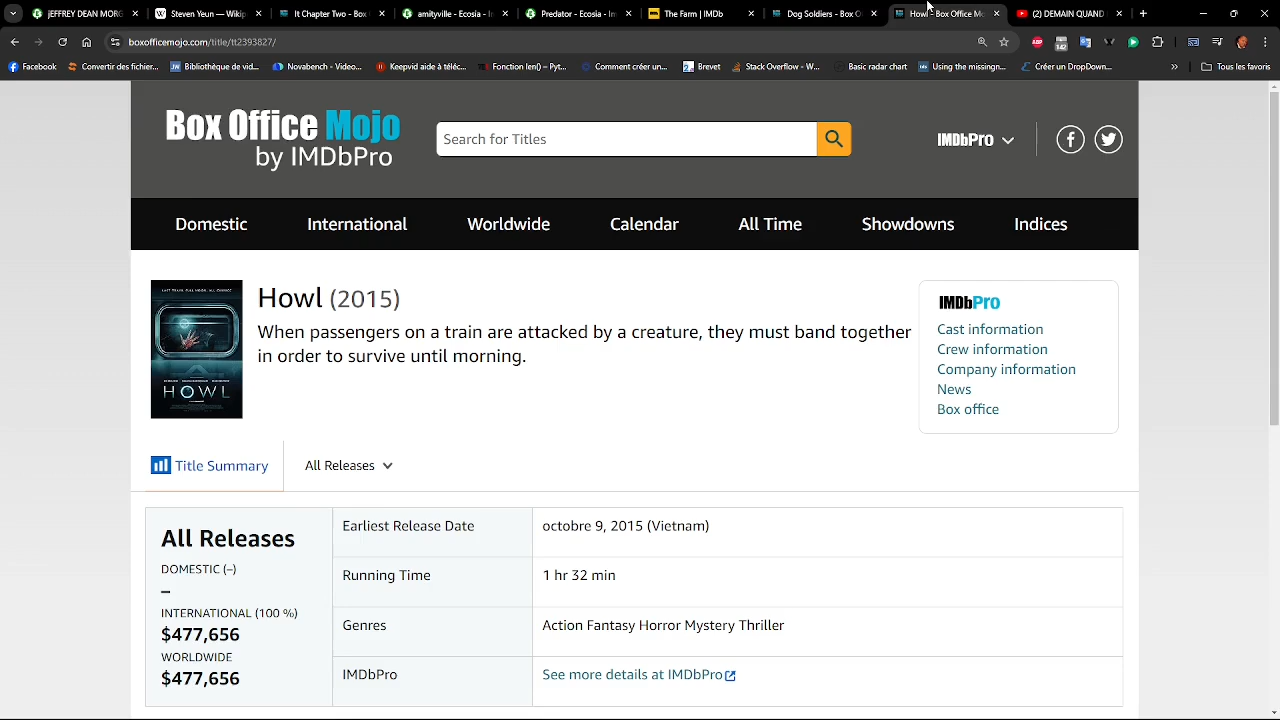 jEFFREY DEAN MORG
Steven Yeun — Wikip
It Chapter Two - Box
amityville - Ecosia - In
Predator - Ecosia - Im
The Farm | IMDb
Dog Soldiers - Box O
Howl - Box Office Mo
(2) DEMAIN QUAND
boxofficemojo.com/title/tt2393827/
Facebook
Convertir des fichier...
Bibliothèque de vid...
Novabench - Video...
Keepvid aide à téléc...
Fonction len() – Pyt...
Comment créer un...
Brevet
Stack Overflow - W...
Basic radar chart
Using the missingn...
Créer un DropDown...
Tous les favoris
Box Office Mojo
by IMDbPro
Search for Titles
IMDbPro
Domestic
International
Worldwide
Calendar
All Time
Showdowns
Indices
HOWL
Howl (2015)
When passengers on a train are attacked by a creature, they must band together
in order to survive until morning.
IMDbPro
Cast information
Crew information
Company information
News
Box office
Title Summary
All Releases
All Releases
DOMESTIC (–)
–
INTERNATIONAL (100 %)
$477,656
WORLDWIDE
$477,656
Earliest Release Date
octobre 9, 2015 (Vietnam)
Running Time
1 hr 32 min
Genres
Action Fantasy Horror Mystery Thriller
IMDbPro
See more details at IMDbPro